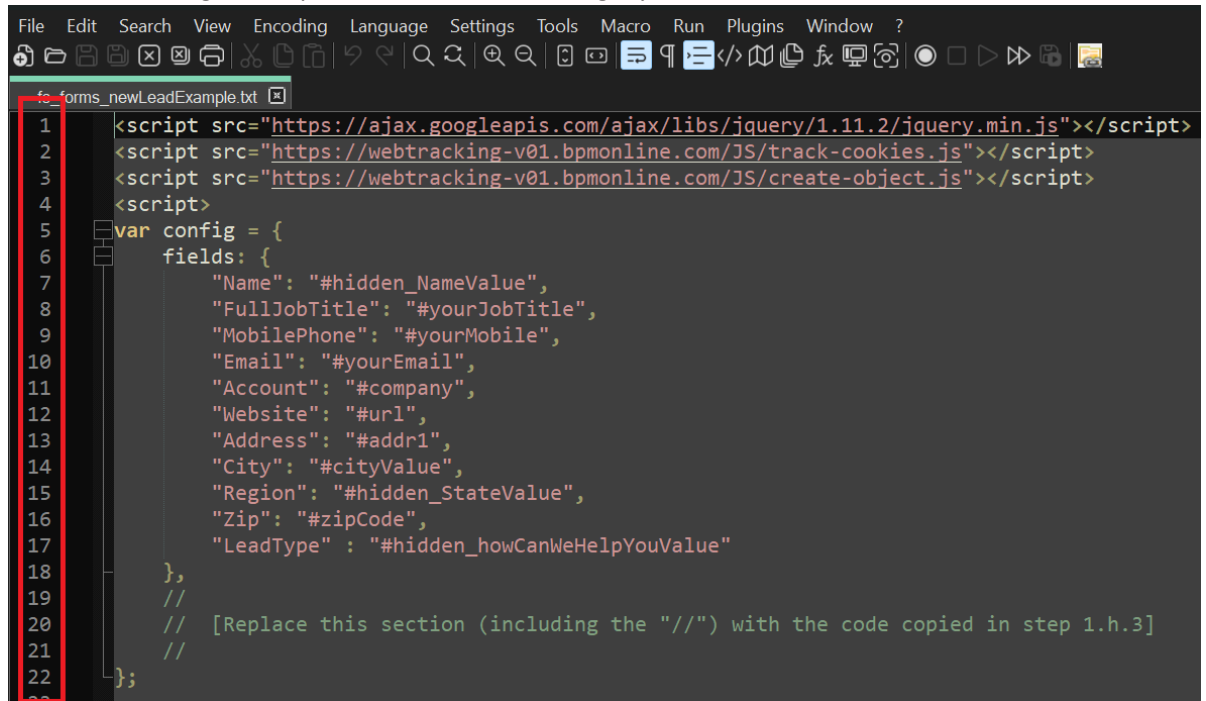 File Edit Search View Encoding Language Settings Tools Macro Run Plugins Window ?
fs_forms_newLeadExample.txt
1 <script src="https://ajax.googleapis.com/ajax/libs/jquery/1.11.2/jquery.min.js"></script>
2 <script src="https://webtracking-v01.bpmonline.com/JS/track-cookies.js"></script>
3 <script src="https://webtracking-v01.bpmonline.com/JS/create-object.js"></script>
4 <script>
5 var config = {
6 fields: {
7 "Name": "#hidden_NameValue",
8 "FullJobTitle": "#yourJobTitle",
9 "MobilePhone": "#yourMobile",
10 "Email": "#yourEmail",
11 "Account": "#company",
12 "Website": "#url",
13 "Address": "#addr1",
14 "City": "#cityValue",
15 "Region": "#hidden_StateValue",
16 "Zip": "#zipCode",
17 "LeadType" : "#hidden_howCanWeHelpYouValue"
18 },
19 //
20 // [Replace this section (including the "//") with the code copied in step 1.h.3]
21 //
22 };